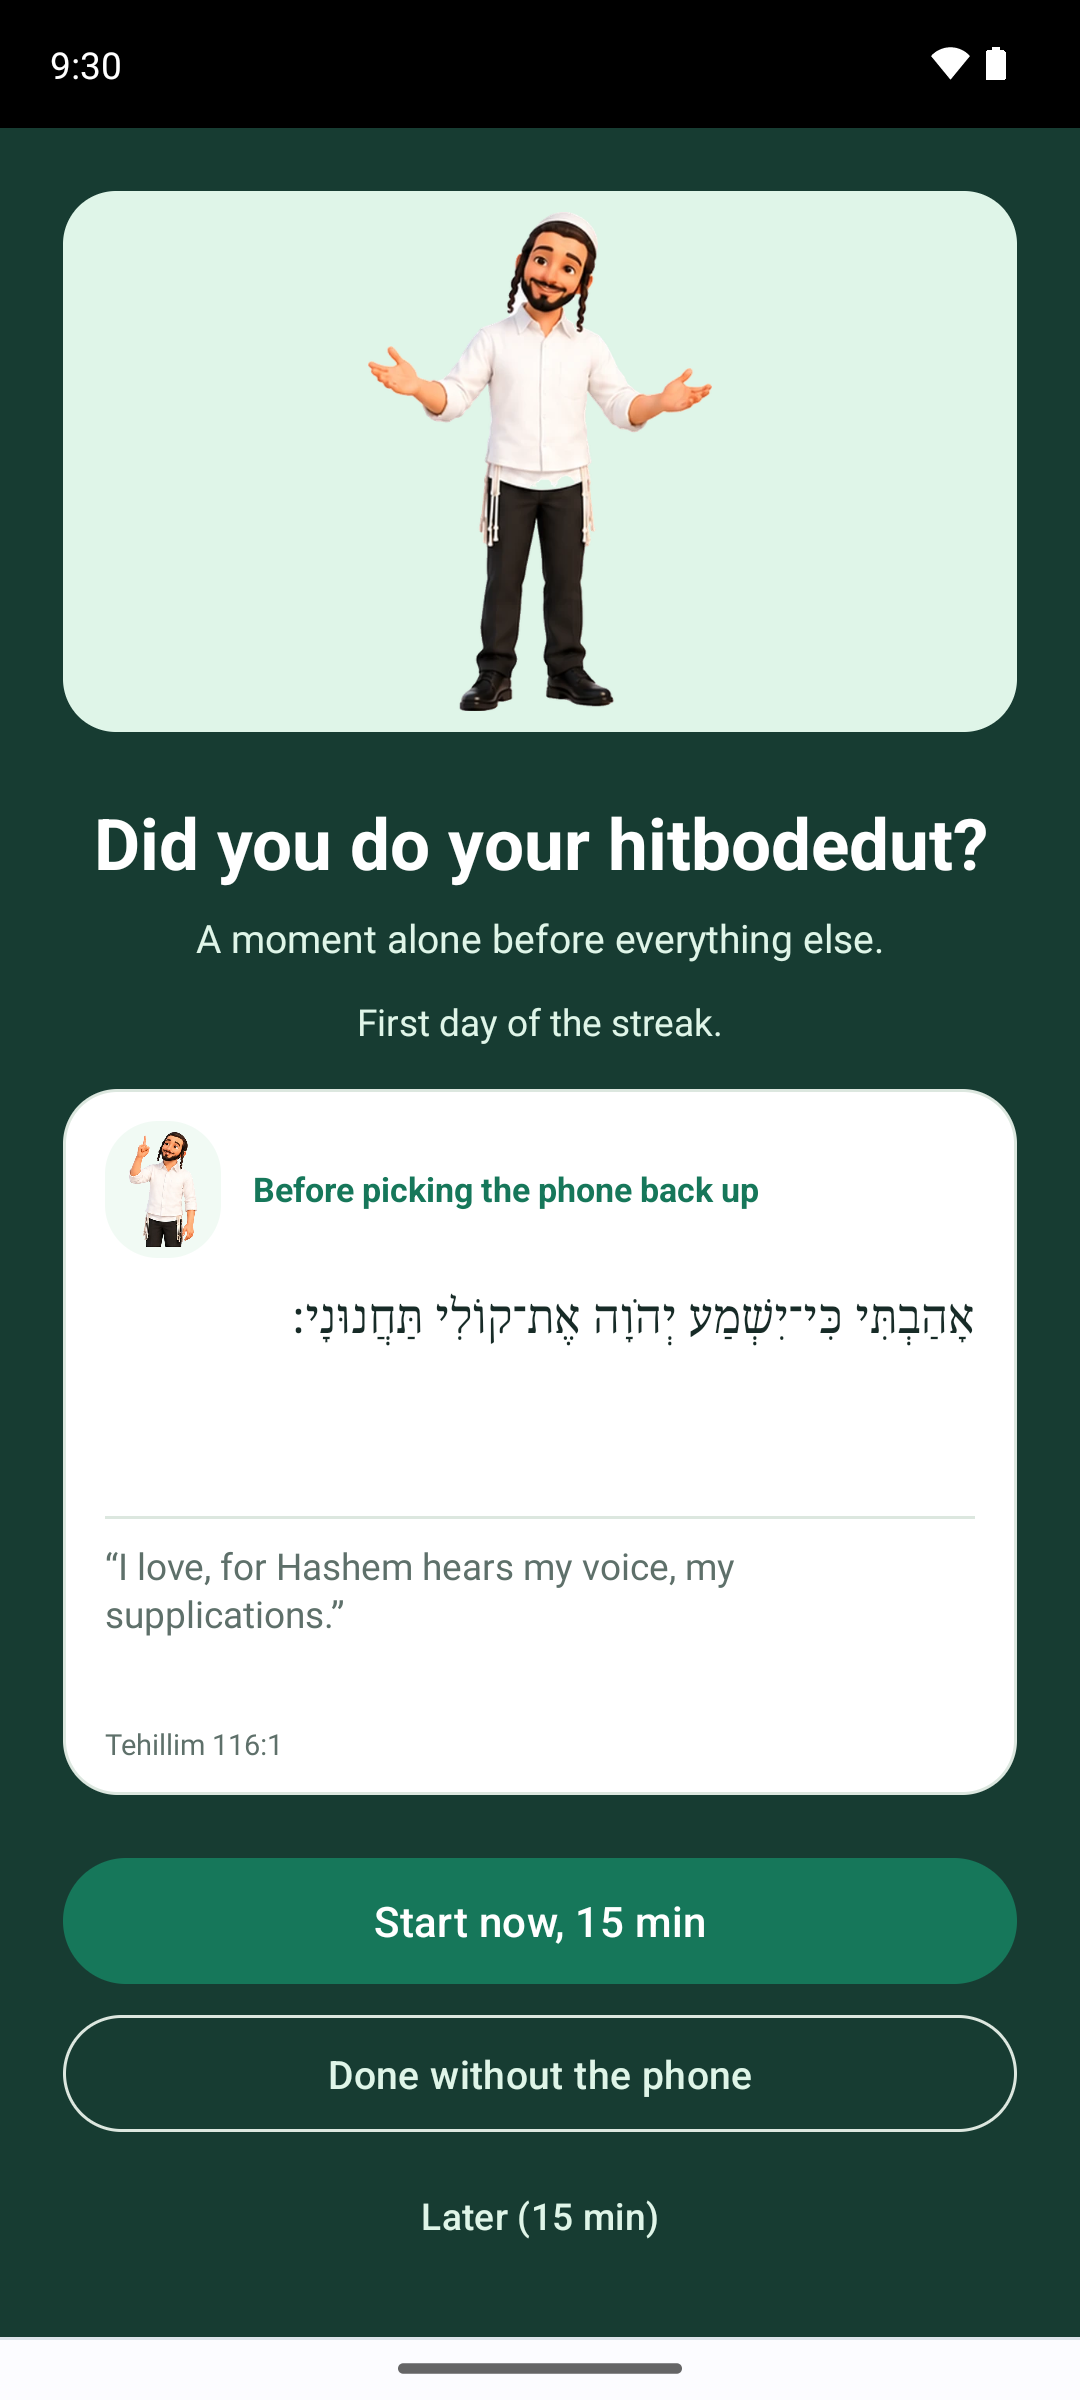 9:30
Did you do your hitbodedut?
A moment alone before everything else.
First day of the streak.
Before picking the phone back up
אָהַבְתִּי כִּי־יִשְׁמַע יְהֹוָה אֶת־קוֹלִי תַּחֲנוּנָי:
“I love, for Hashem hears my voice, my
supplications.”
Tehillim 116:1
Start now, 15 min
Done without the phone
Later (15 min)